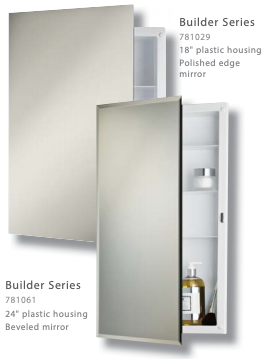 Builder Series
781029
18" plastic housing
Polished edge
mirror
Builder Series
781061
24" plastic housing
Beveled mirror